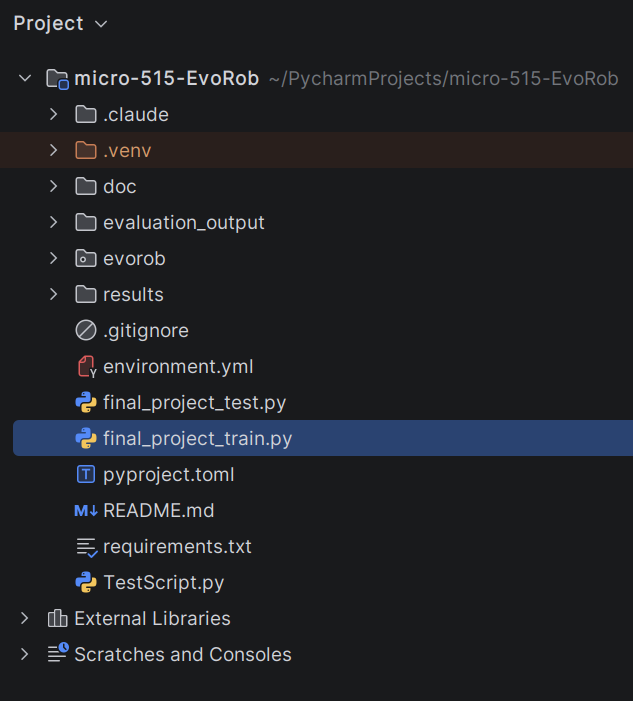 Project
micro-515-EvoRob ~/PycharmProjects/micro-515-EvoRob
.claude
.venv
doc
evaluation_output
evorob
results
.gitignore
environment.yml
final_project_test.py
final_project_train.py
pyproject.toml
README.md
requirements.txt
TestScript.py
External Libraries
Scratches and Consoles